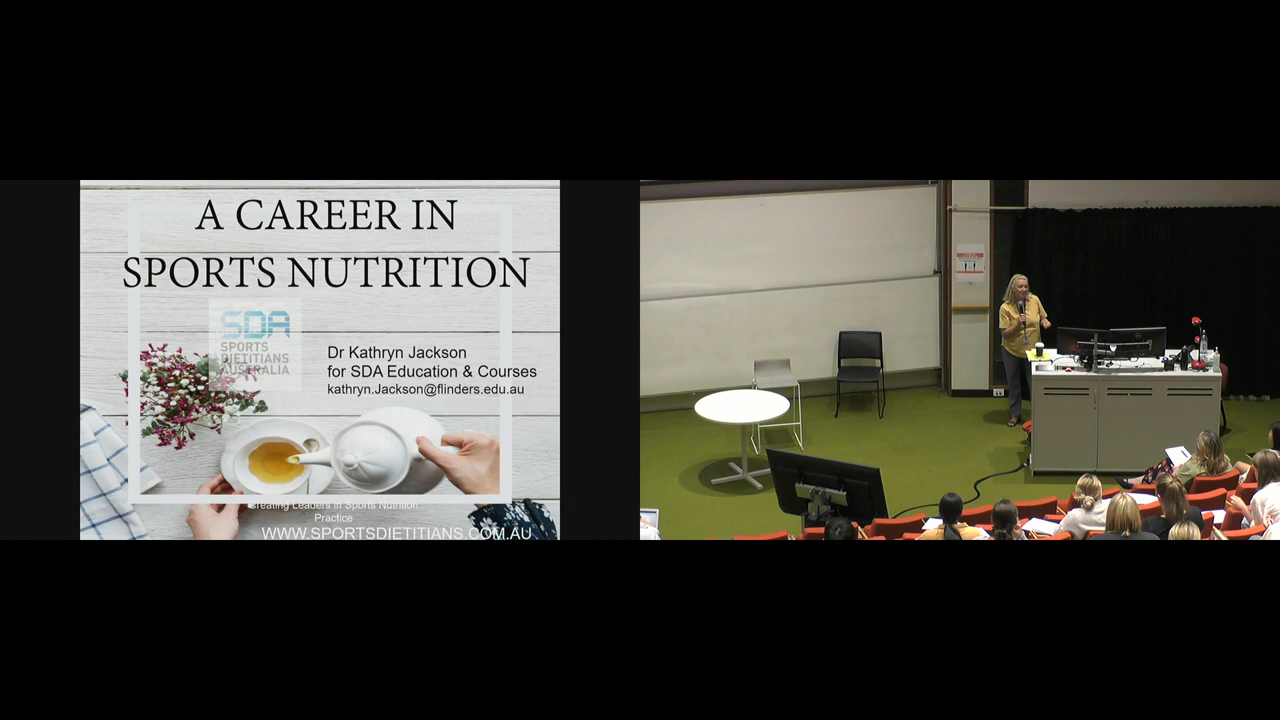 A CAREER IN
SPORTS NUTRITION
SDA
SPORTS
DIETITIANS
AUSTRALIA
Dr Kathryn Jackson
for SDA Education & Courses
kathryn.Jackson@flinders.edu.au
Creating Leaders in Sports Nutrition
Practice
WWW.SPORTSDIETITIANS.COM.AU